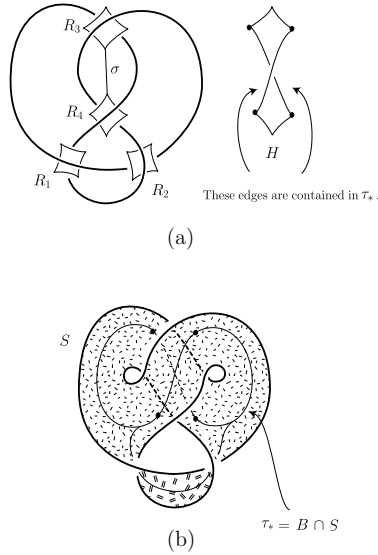 R₃
σ
R₄
R₁
R₂
H
These edges are contained in τ∗ .
(a)
S
τ∗ = B ∩ S
(b)